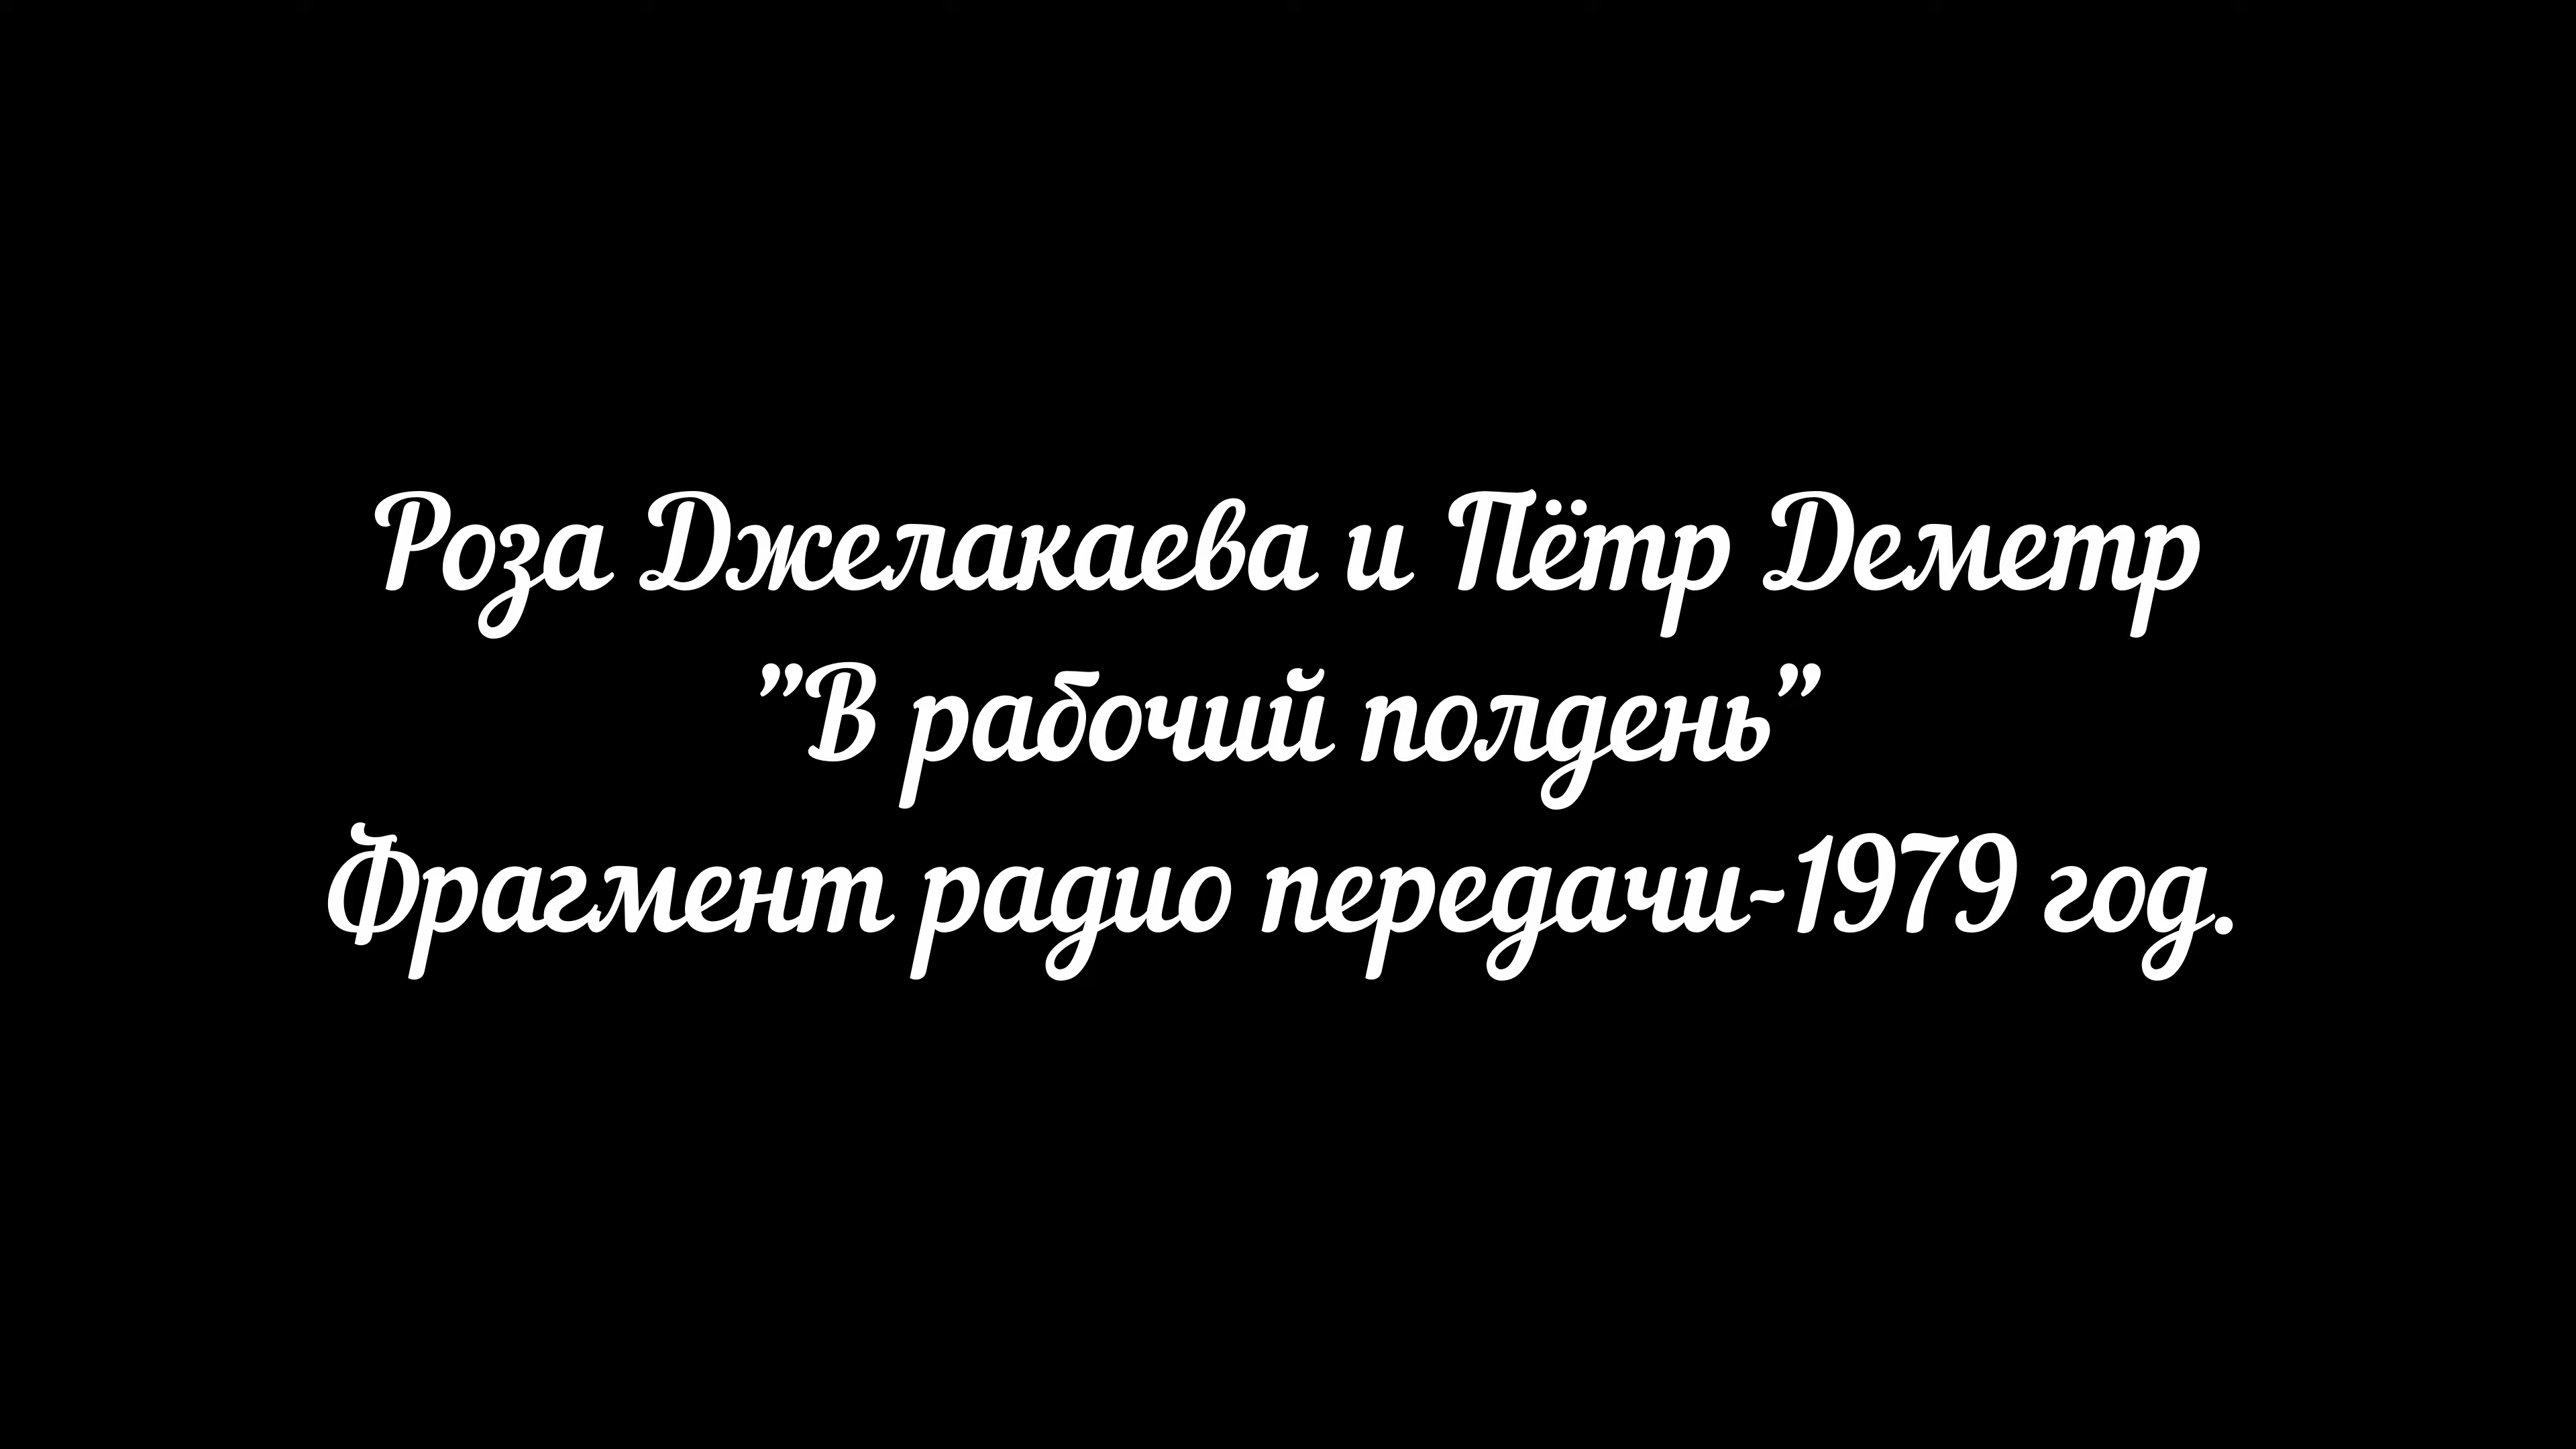 Роза Джелакаева и Пётр Деметр
”В рабочий полдень”
Фрагмент радио передачи-1979 год.